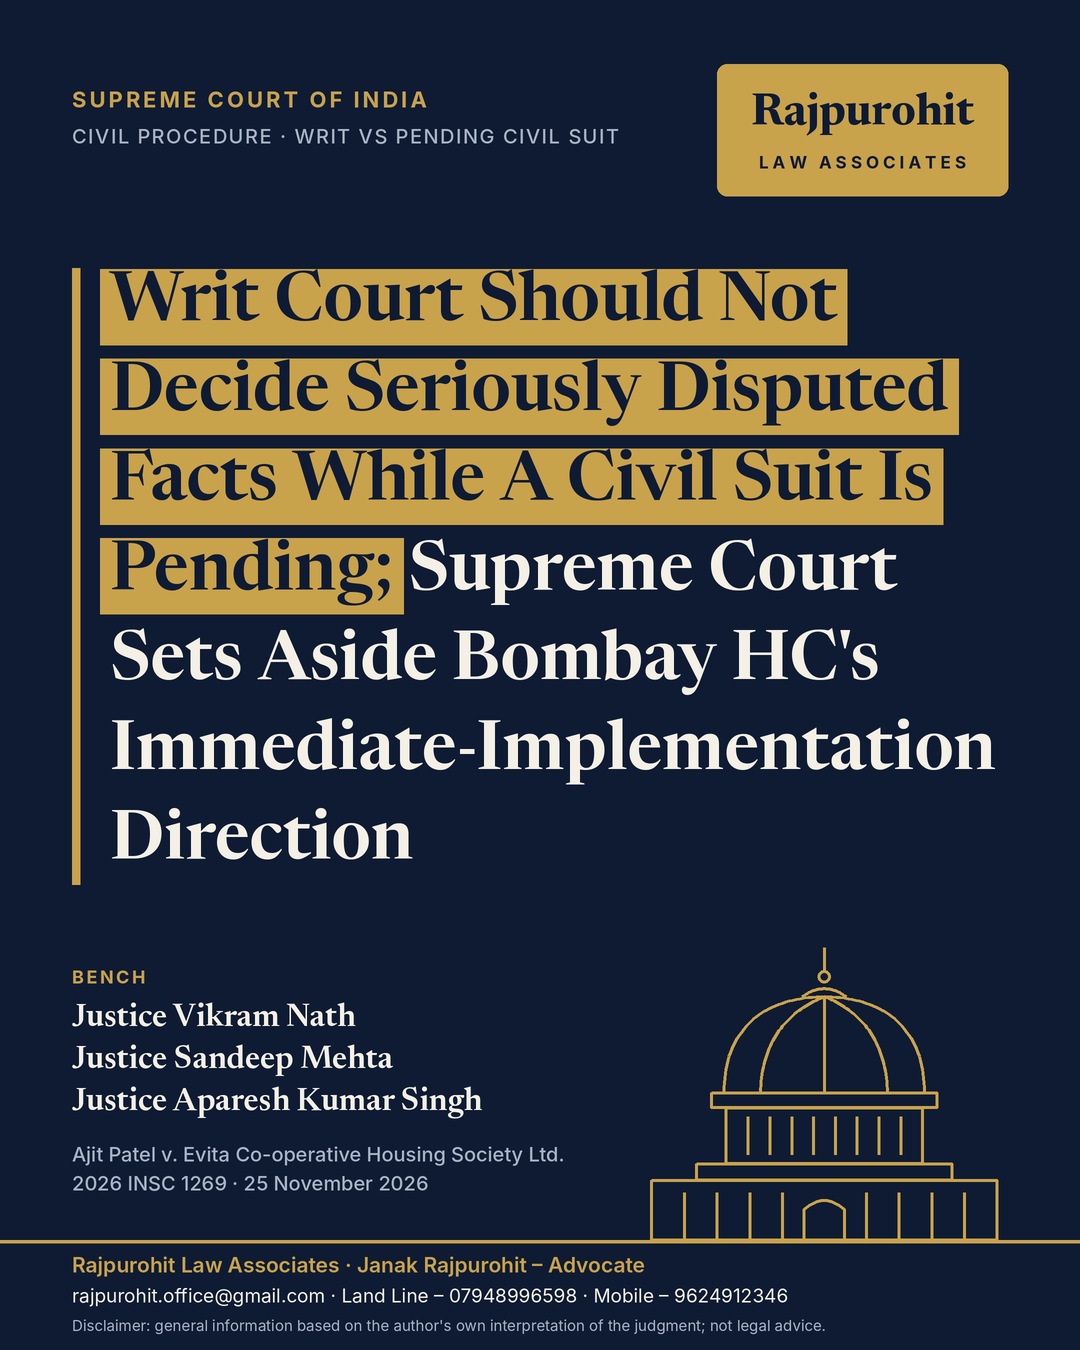 SUPREME COURT OF INDIA
CIVIL PROCEDURE · WRIT VS PENDING CIVIL SUIT
Rajpurohit
LAW ASSOCIATES
Writ Court Should Not
Decide Seriously Disputed
Facts While A Civil Suit Is
Pending; Supreme Court
Sets Aside Bombay HC's
Immediate-Implementation
Direction
BENCH
Justice Vikram Nath
Justice Sandeep Mehta
Justice Aparesh Kumar Singh
Ajit Patel v. Evita Co-operative Housing Society Ltd.
2026 INSC 1269 · 25 November 2026
Rajpurohit Law Associates · Janak Rajpurohit – Advocate
rajpurohit.office@gmail.com · Land Line – 07948996598 · Mobile – 9624912346
Disclaimer: general information based on the author's own interpretation of the judgment; not legal advice.